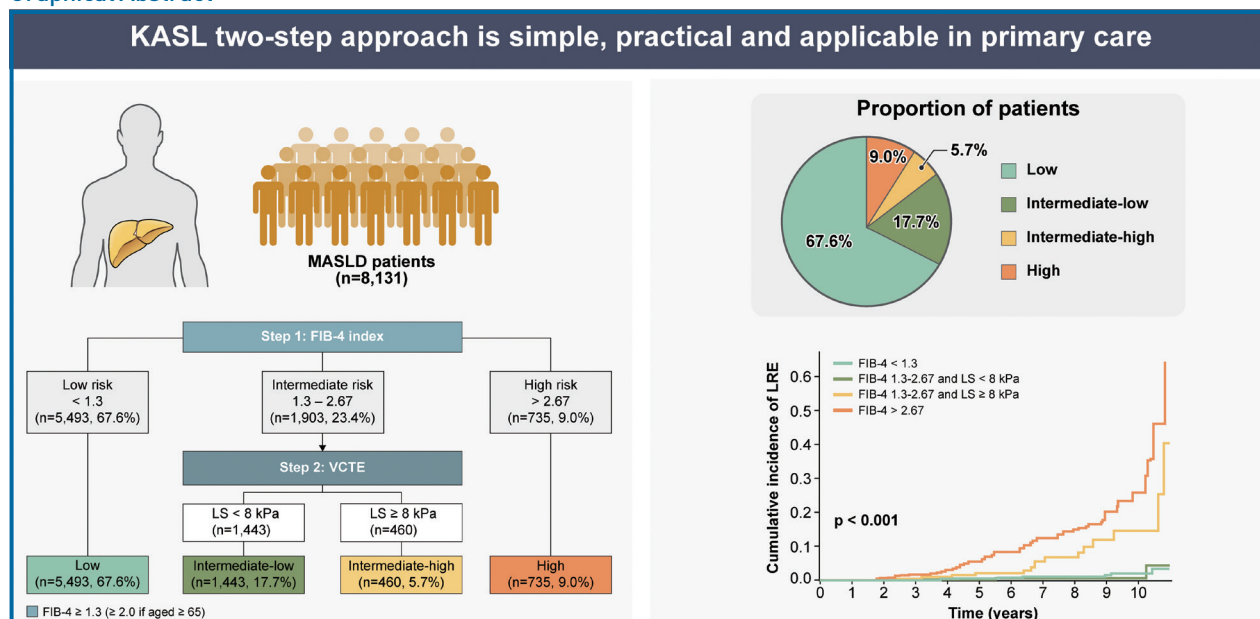 KASL two-step approach is simple, practical and applicable in primary care
MASLD patients
(n=8,131)
Step 1: FIB-4 index
Low risk
< 1.3
(n=5,493, 67.6%)
Intermediate risk
1.3 – 2.67
(n=1,903, 23.4%)
High risk
> 2.67
(n=735, 9.0%)
Step 2: VCTE
LS < 8 kPa
(n=1,443)
LS ≥ 8 kPa
(n=460)
Low
(n=5,493, 67.6%)
Intermediate-low
(n=1,443, 17.7%)
Intermediate-high
(n=460, 5.7%)
High
(n=735, 9.0%)
FIB-4 ≥ 1.3 (≥ 2.0 if aged ≥ 65)
Proportion of patients
9.0%
5.7%
17.7%
67.6%
Low
Intermediate-low
Intermediate-high
High
Cumulative incidence of LRE
0.6
0.5
0.4
0.3
0.2
0.1
0.0
FIB-4 < 1.3
FIB-4 1.3-2.67 and LS < 8 kPa
FIB-4 1.3-2.67 and LS ≥ 8 kPa
FIB-4 > 2.67
p < 0.001
0 1 2 3 4 5 6 7 8 9 10
Time (years)